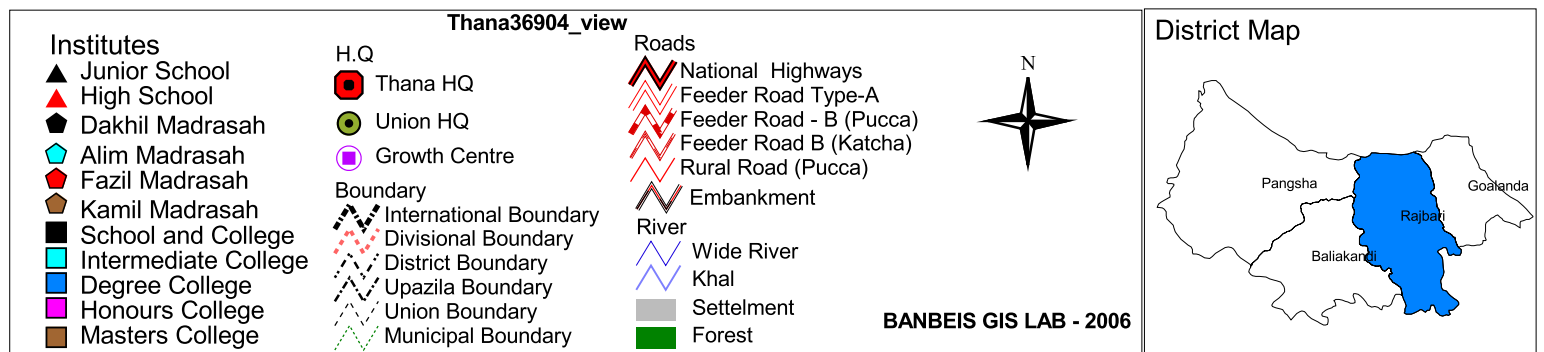 Thana36904_view
Institutes
Junior School
High School
Dakhil Madrasah
Alim Madrasah
Fazil Madrasah
Kamil Madrasah
School and College
Intermediate College
Degree College
Honours College
Masters College
H.Q
Thana HQ
Union HQ
Growth Centre
Boundary
International Boundary
Divisional Boundary
District Boundary
Upazila Boundary
Union Boundary
Municipal Boundary
Roads
National Highways
Feeder Road Type-A
Feeder Road - B (Pucca)
Feeder Road B (Katcha)
Rural Road (Pucca)
Embankment
River
Wide River
Khal
Settelment
Forest
N
BANBEIS GIS LAB - 2006
District Map
Pangsha
Goalanda
Rajbari
Baliakandi